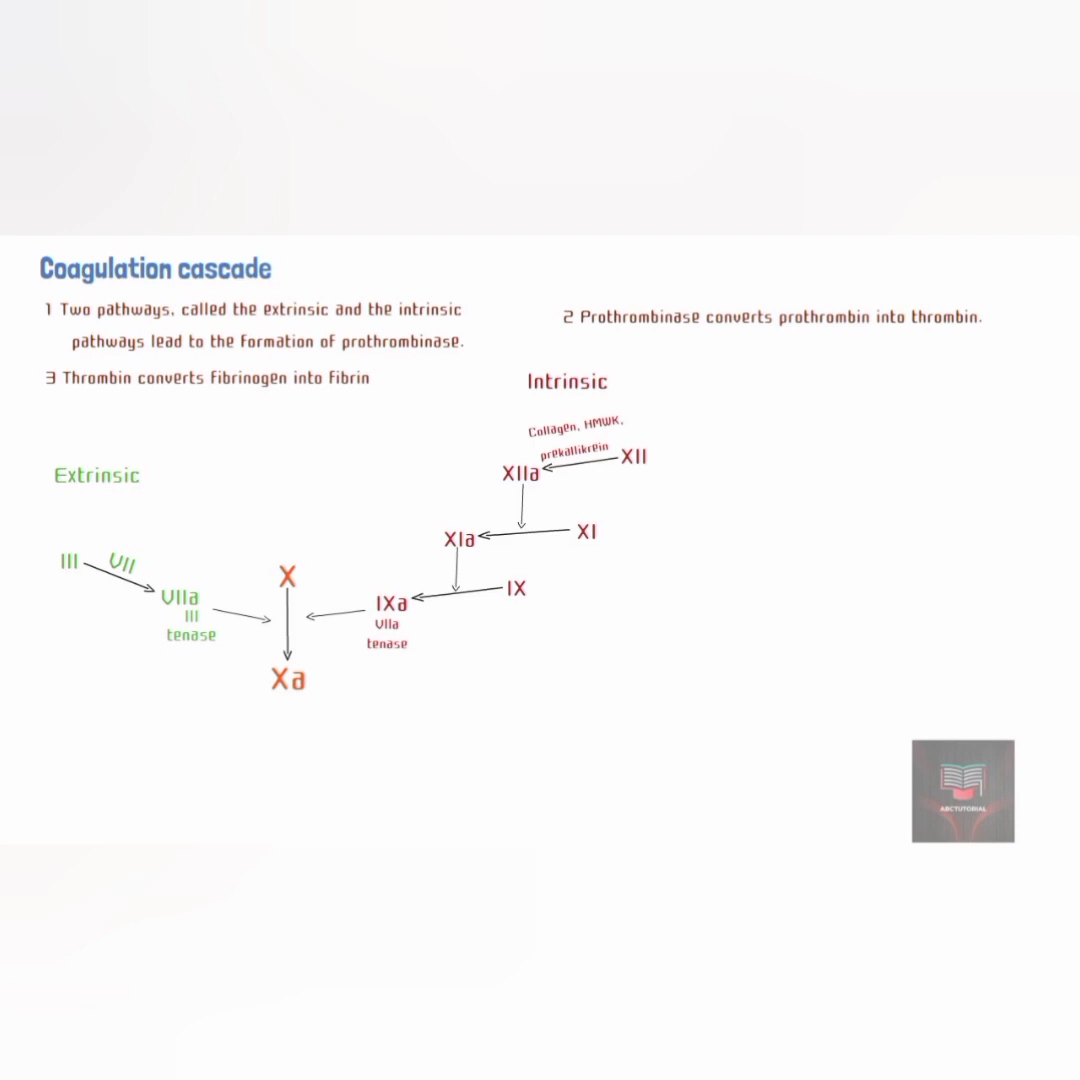 Coagulation cascade
1 Two pathways, called the extrinsic and the intrinsic
pathways lead to the formation of prothrombinase.
2 Prothrombinase converts prothrombin into thrombin.
3 Thrombin converts fibrinogen into fibrin
Intrinsic
Collagen, HMWK,
prekallikrein
XII
XIIa
Extrinsic
XI
XIa
III
VII
VIIa
III
tenase
X
IX
IXa
VIIa
tenase
Xa
ABCTUTORIAL